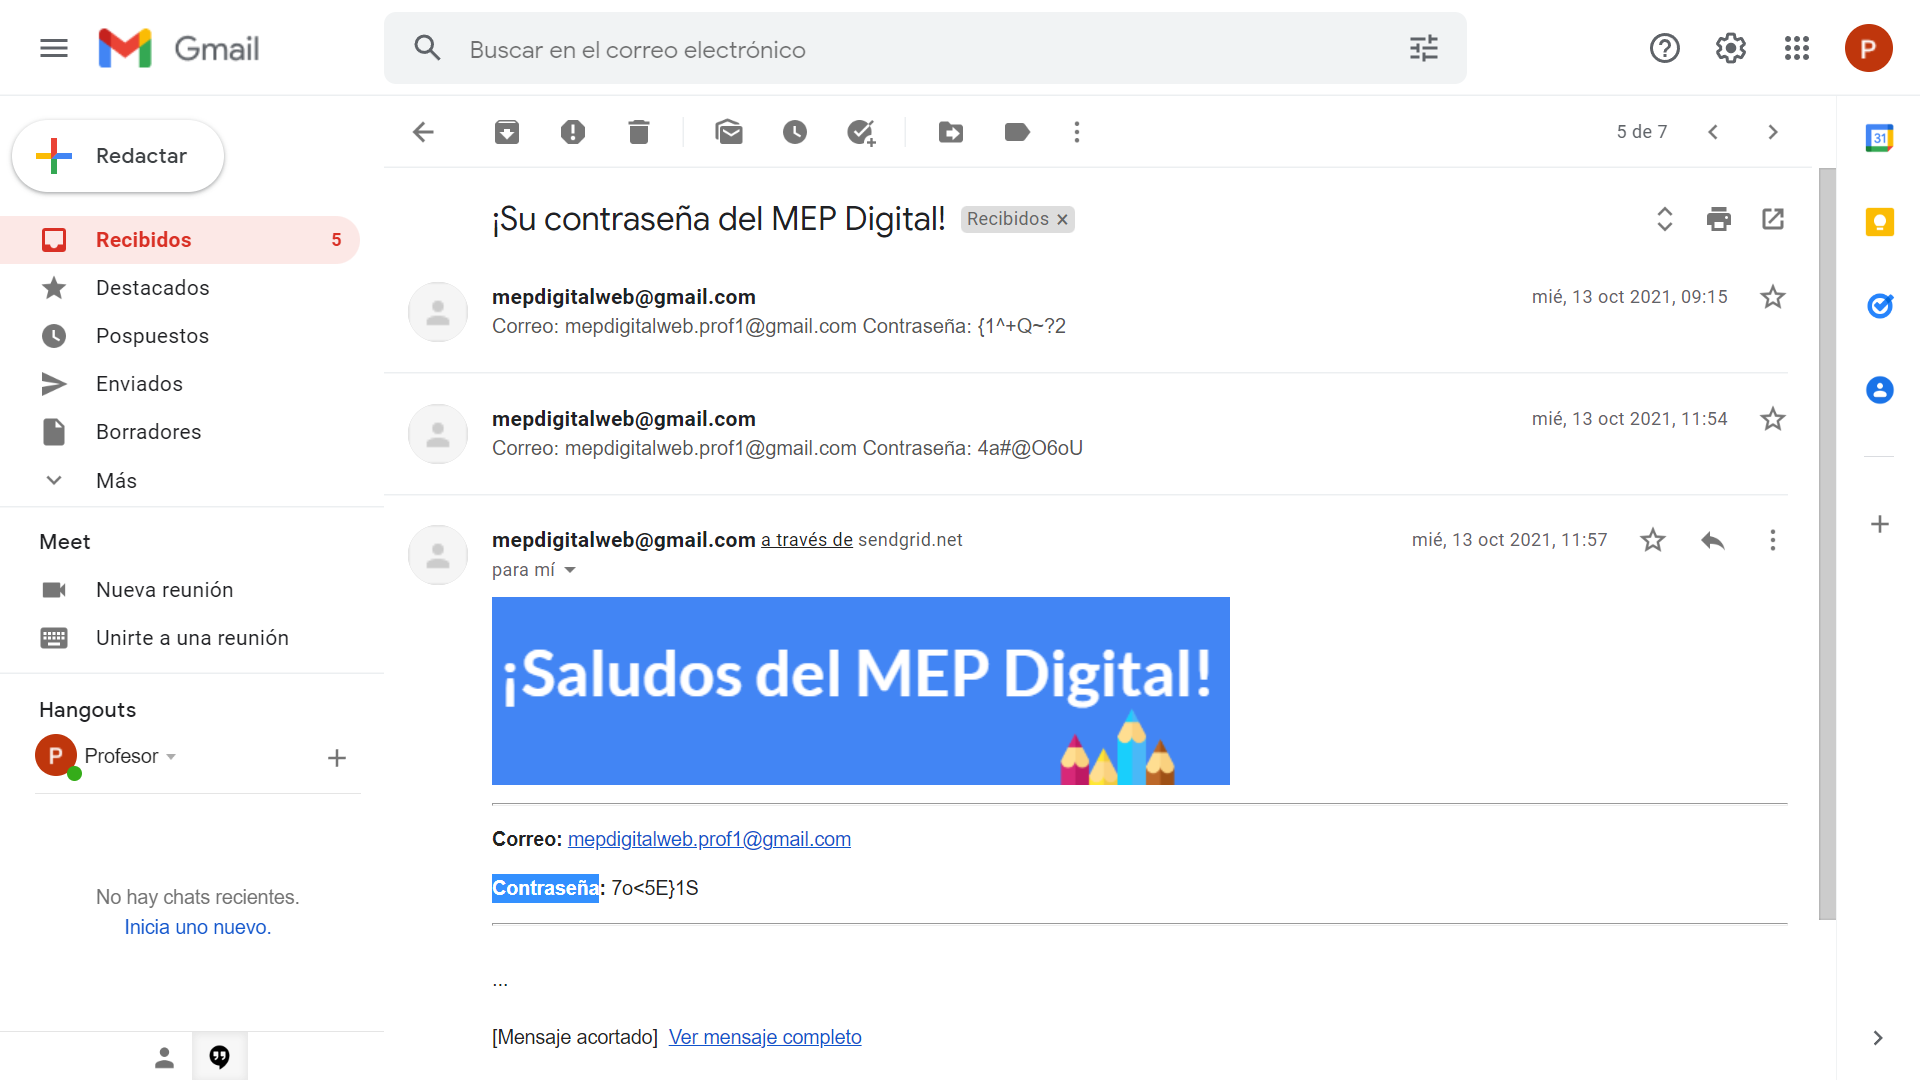 Gmail
Buscar en el correo electrónico
P
Redactar
5 de 7
31
Recibidos 5
Destacados
Pospuestos
Enviados
Borradores
Más
Meet
Nueva reunión
Unirte a una reunión
Hangouts
P Profesor
No hay chats recientes.
Inicia uno nuevo.
¡Su contraseña del MEP Digital! Recibidos ×
mepdigitalweb@gmail.com mié, 13 oct 2021, 09:15
Correo: mepdigitalweb.prof1@gmail.com Contraseña: {1^+Q~?2
mepdigitalweb@gmail.com mié, 13 oct 2021, 11:54
Correo: mepdigitalweb.prof1@gmail.com Contraseña: 4a#@O6oU
mepdigitalweb@gmail.com a través de sendgrid.net mié, 13 oct 2021, 11:57
para mí
¡Saludos del MEP Digital!
Correo: mepdigitalweb.prof1@gmail.com
Contraseña: 7o<5E}1S
...
[Mensaje acortado] Ver mensaje completo